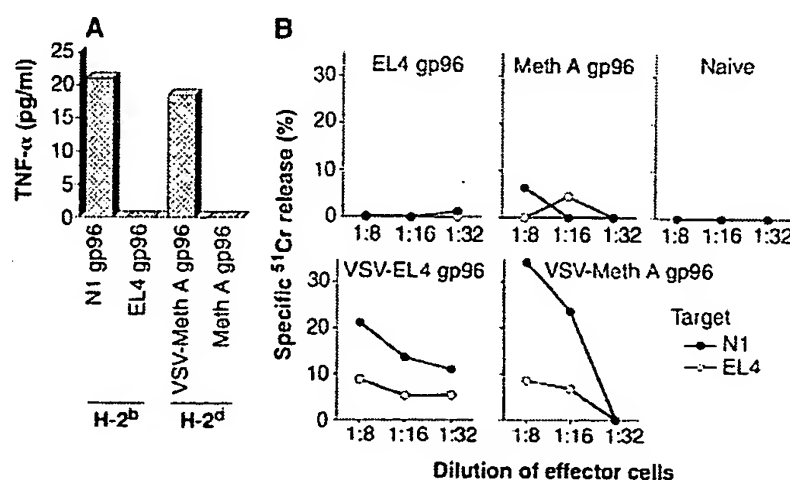 A
TNF-α (pg/ml)
25
20
15
10
5
0
N1 gp96
EL4 gp96
VSV-Meth A gp96
Meth A gp96
H-2ᵇ
H-2ᵈ
B
Specific ⁵¹Cr release (%)
EL4 gp96
Meth A gp96
Naive
30
20
10
0
1:8 1:16 1:32
1:8 1:16 1:32
1:8 1:16 1:32
VSV-EL4 gp96
VSV-Meth A gp96
30
20
10
0
1:8 1:16 1:32
1:8 1:16 1:32
Target
N1
EL4
Dilution of effector cells